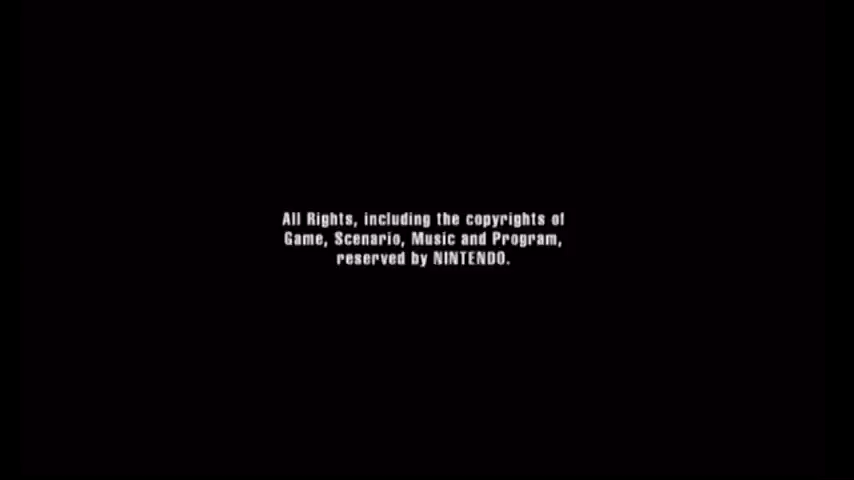 All Rights, including the copyrights of
Game, Scenario, Music and Program,
reserved by NINTENDO.